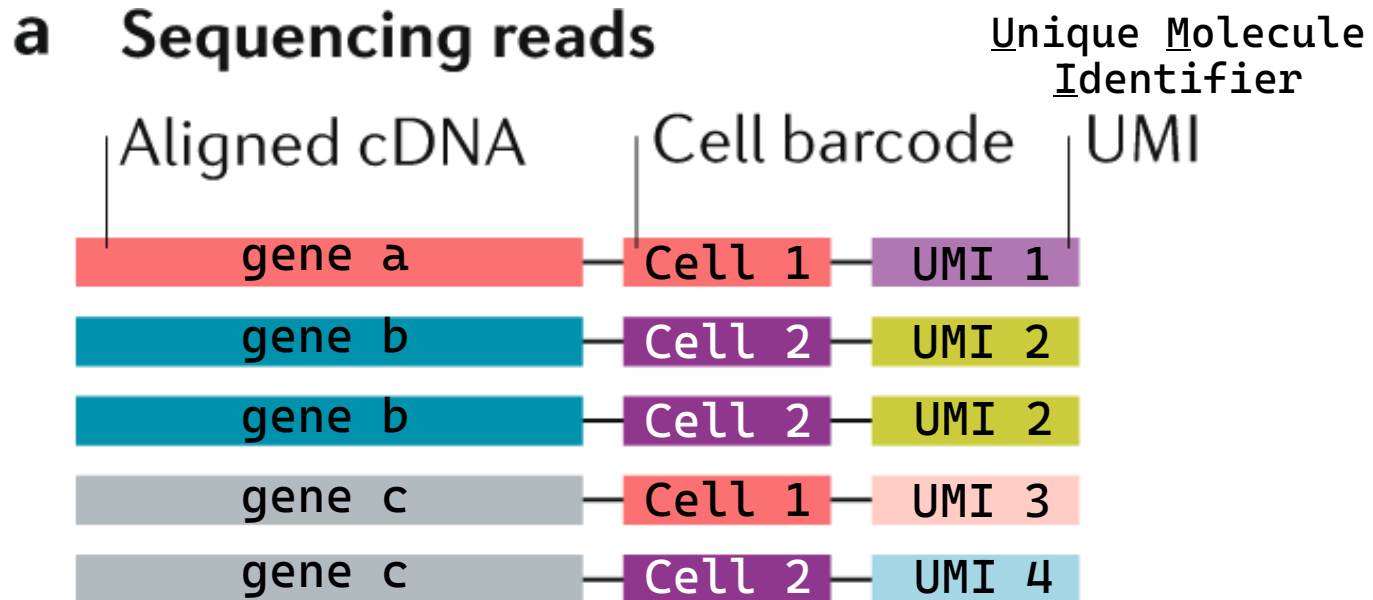 a Sequencing reads
Unique Molecule
Identifier
Aligned cDNA Cell barcode UMI
gene a Cell 1 UMI 1
gene b Cell 2 UMI 2
gene b Cell 2 UMI 2
gene c Cell 1 UMI 3
gene c Cell 2 UMI 4